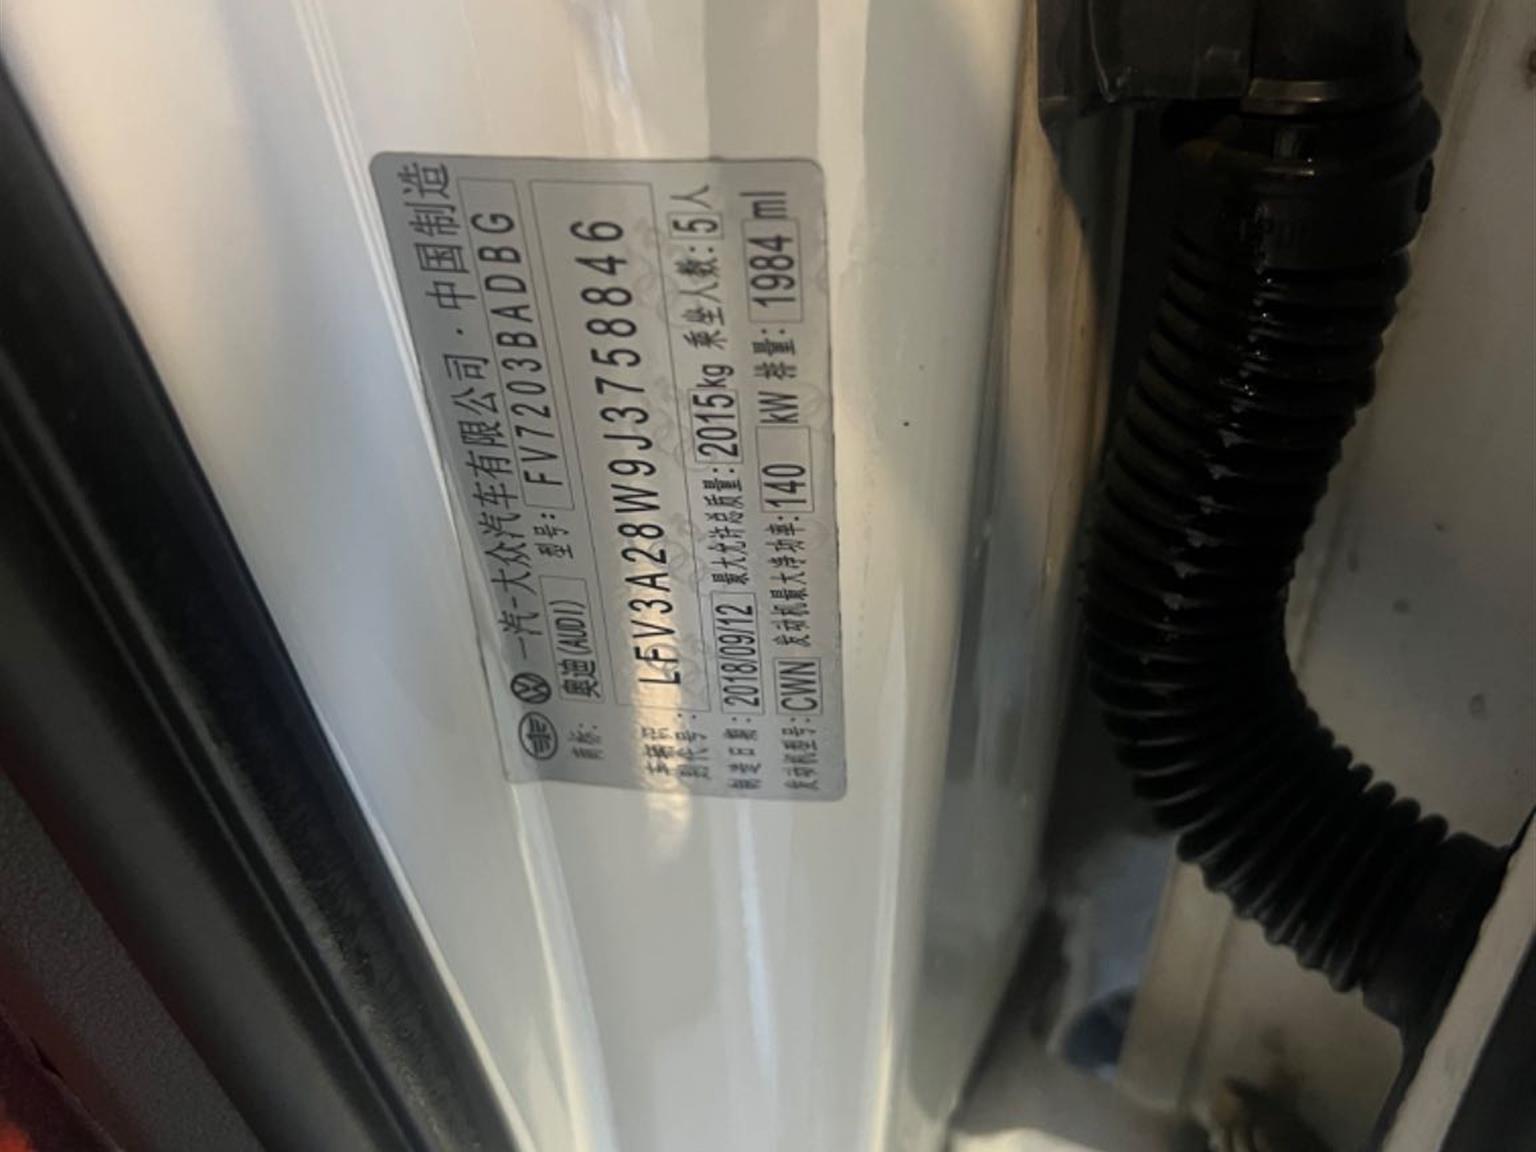 一汽-大众汽车有限公司·中国制造
商标: 奥迪(AUDI) 型号: FV7203BADBG
车辆识别代号: LFV3A28W9J3758846
制造日期: 2018/09/12 最大允许总质量: 2015kg 乘坐人数: 5人
发动机型号: CWN 发动机最大净功率: 140 kW 排量: 1984 ml